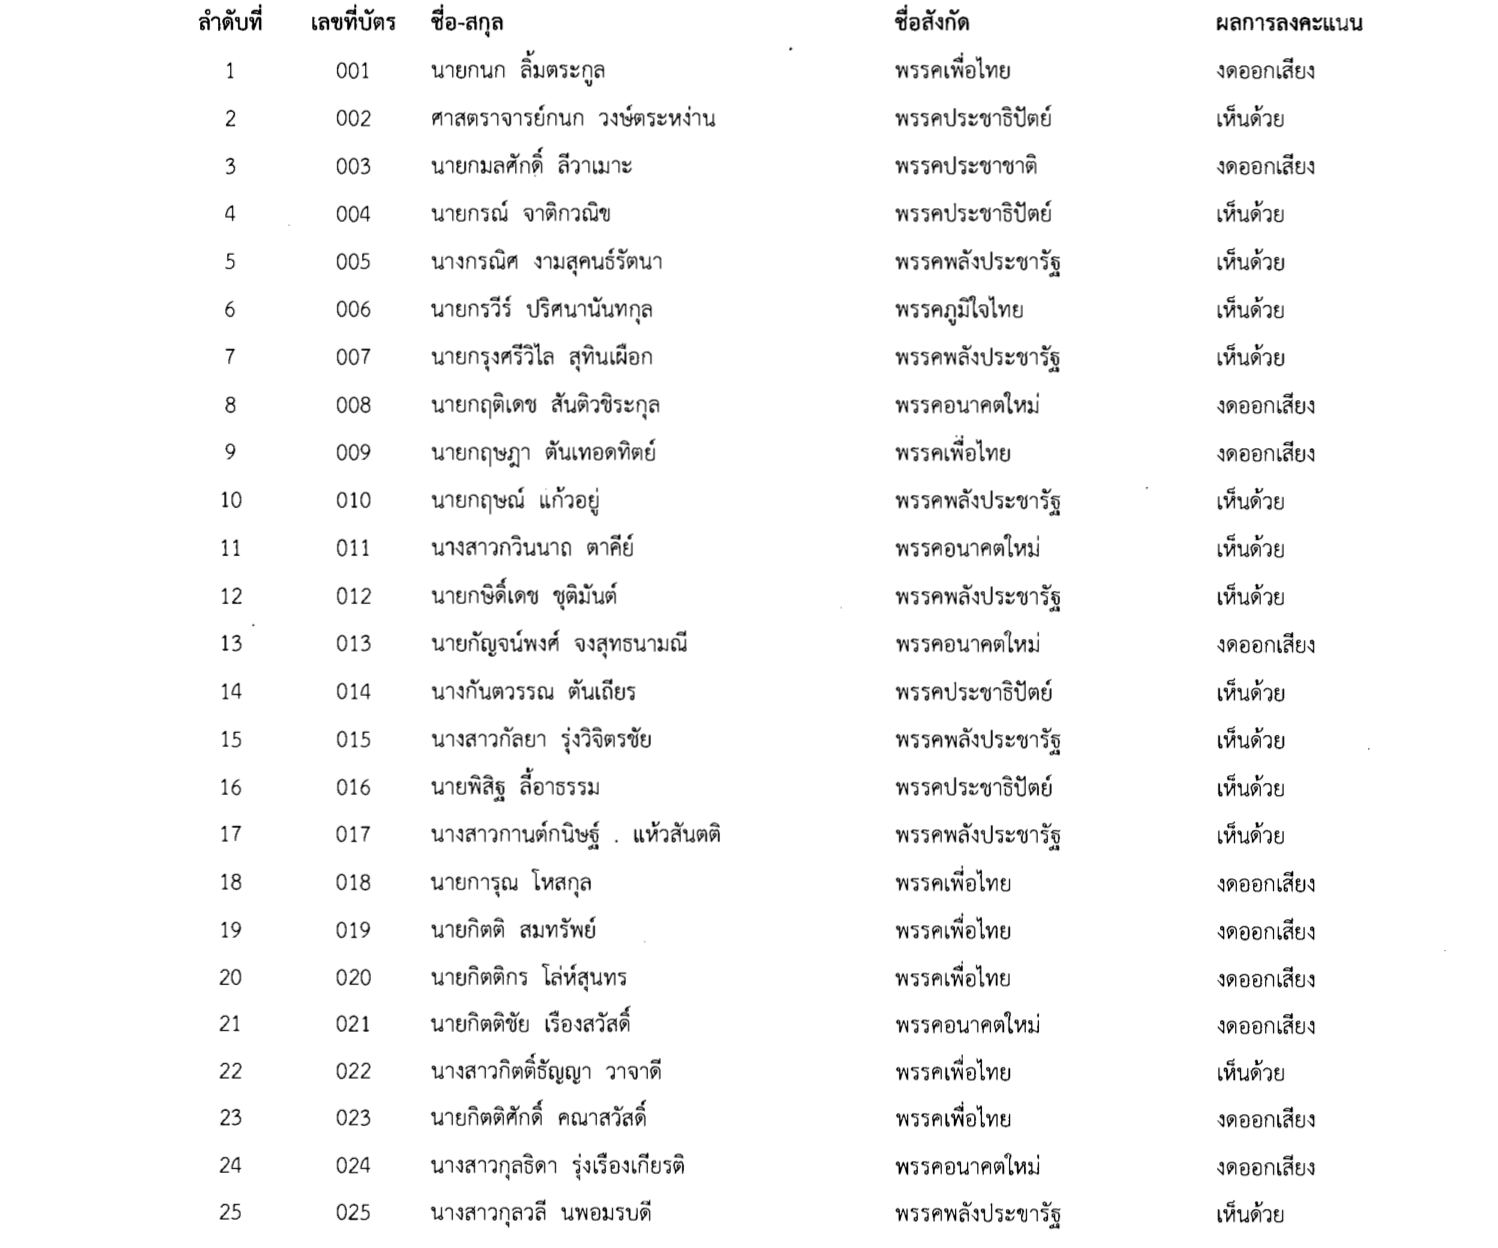 ลำดับที่ เลขที่บัตร ชื่อ-สกุล ชื่อสังกัด ผลการลงคะแนน
1 001 นายกนก ลิ้มตระกูล พรรคเพื่อไทย งดออกเสียง
2 002 ศาสตราจารย์กนก วงษ์ตระหง่าน พรรคประชาธิปัตย์ เห็นด้วย
3 003 นายกมลศักดิ์ ลีวาเมาะ พรรคประชาชาติ งดออกเสียง
4 004 นายกรณ์ จาติกวณิช พรรคประชาธิปัตย์ เห็นด้วย
5 005 นางกรณิศ งามสุคนธ์รัตนา พรรคพลังประชารัฐ เห็นด้วย
6 006 นายกรวีร์ ปริศนานันทกุล พรรคภูมิใจไทย เห็นด้วย
7 007 นายกรุงศรีวิไล สุทินเผือก พรรคพลังประชารัฐ เห็นด้วย
8 008 นายกฤติเดช สันติวชิระกุล พรรคอนาคตใหม่ งดออกเสียง
9 009 นายกฤษฎา ตันเทอดทิตย์ พรรคเพื่อไทย งดออกเสียง
10 010 นายกฤษณ์ แก้วอยู่ พรรคพลังประชารัฐ เห็นด้วย
11 011 นางสาวกวินนาถ ตาคีย์ พรรคอนาคตใหม่ เห็นด้วย
12 012 นายกษิดิ์เดช ชุติมันต์ พรรคพลังประชารัฐ เห็นด้วย
13 013 นายกัญจน์พงศ์ จงสุทธนามณี พรรคอนาคตใหม่ งดออกเสียง
14 014 นางกันตวรรณ ตันเถียร พรรคประชาธิปัตย์ เห็นด้วย
15 015 นางสาวกัลยา รุ่งวิจิตรชัย พรรคพลังประชารัฐ เห็นด้วย
16 016 นายพิสิฐ ลี้อาธรรม พรรคประชาธิปัตย์ เห็นด้วย
17 017 นางสาวกานต์กนิษฐ์ แห้วสันตติ พรรคพลังประชารัฐ เห็นด้วย
18 018 นายการุณ โหสกุล พรรคเพื่อไทย งดออกเสียง
19 019 นายกิตติ สมทรัพย์ พรรคเพื่อไทย งดออกเสียง
20 020 นายกิตติกร โล่ห์สุนทร พรรคเพื่อไทย งดออกเสียง
21 021 นายกิตติชัย เรืองสวัสดิ์ พรรคอนาคตใหม่ งดออกเสียง
22 022 นางสาวกิตติ์ธัญญา วาจาดี พรรคเพื่อไทย เห็นด้วย
23 023 นายกิตติศักดิ์ คณาสวัสดิ์ พรรคเพื่อไทย งดออกเสียง
24 024 นางสาวกุลธิดา รุ่งเรืองเกียรติ พรรคอนาคตใหม่ งดออกเสียง
25 025 นางสาวกุลวลี นพอมรบดี พรรคพลังประชารัฐ เห็นด้วย